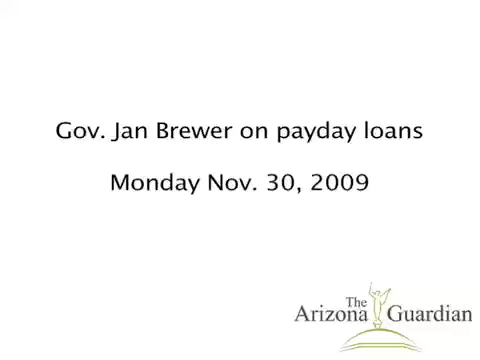 Gov. Jan Brewer on payday loans
Monday Nov. 30, 2009
The
Arizona Guardian